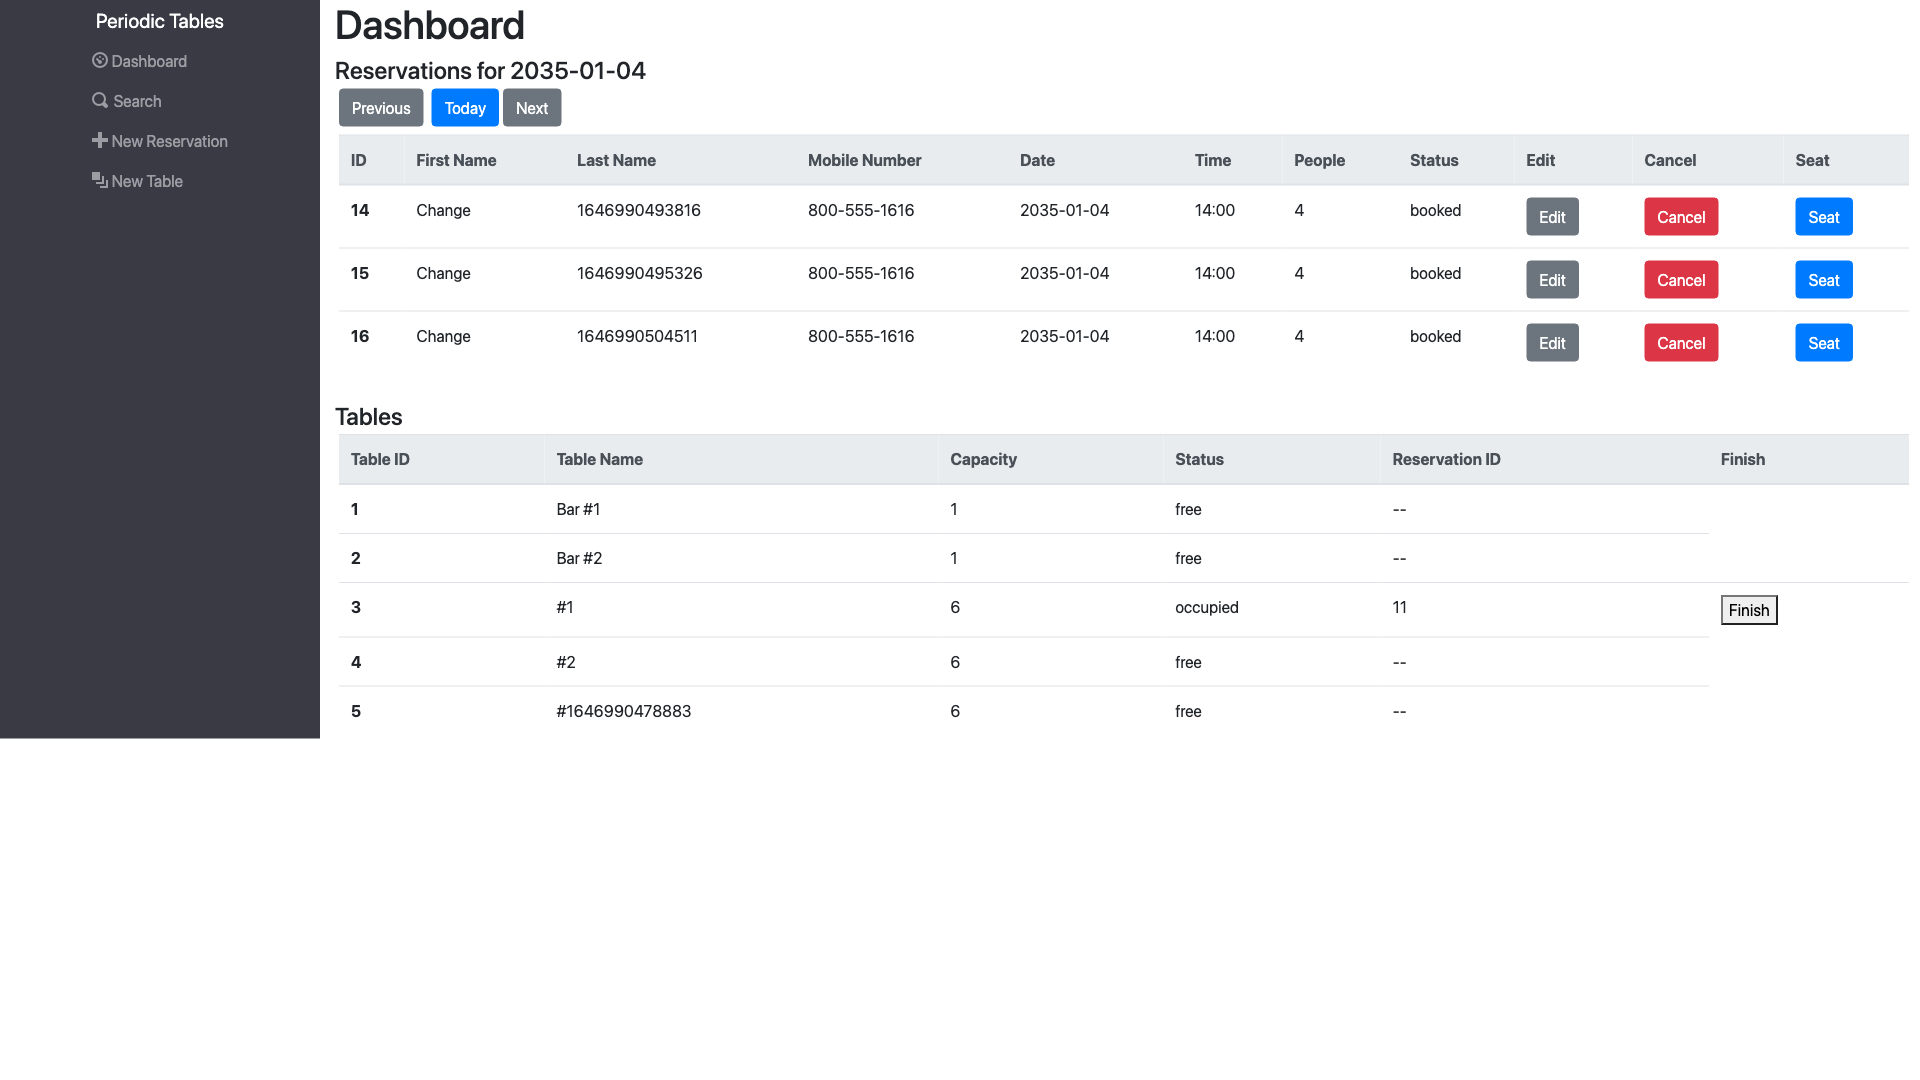 Periodic Tables
Dashboard
Search
New Reservation
New Table
Dashboard
Reservations for 2035-01-04
Previous Today Next
ID First Name Last Name Mobile Number Date Time People Status Edit Cancel Seat
14 Change 1646990493816 800-555-1616 2035-01-04 14:00 4 booked Edit Cancel Seat
15 Change 1646990495326 800-555-1616 2035-01-04 14:00 4 booked Edit Cancel Seat
16 Change 1646990504511 800-555-1616 2035-01-04 14:00 4 booked Edit Cancel Seat
Tables
Table ID Table Name Capacity Status Reservation ID Finish
1 Bar #1 1 free --
2 Bar #2 1 free --
3 #1 6 occupied 11 Finish
4 #2 6 free --
5 #1646990478883 6 free --